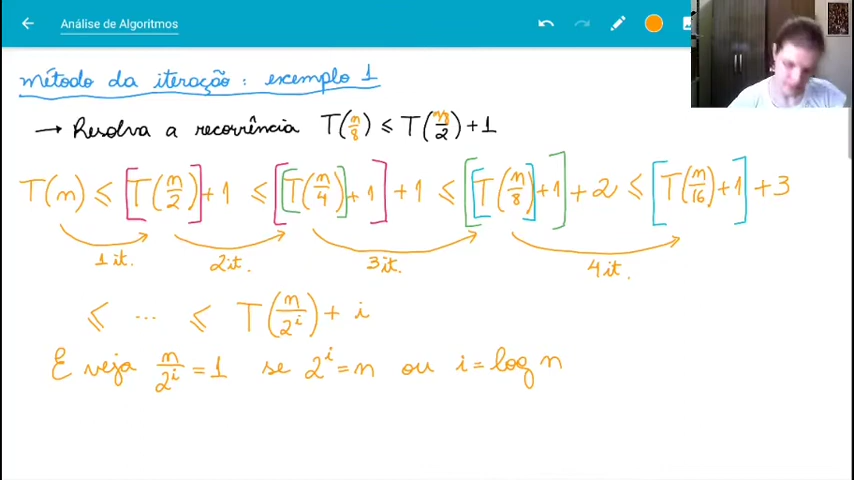 Análise de Algoritmos
método da iteração: exemplo 1
→ Resolva a recorrência T(n/8) ≤ T(n/8/2) + 1
T(n) ≤ [T(n/2)] + 1 ≤ [[T(n/4)] + 1] + 1 ≤ [[T(n/8)] + 1] + 2 ≤ [T(n/16) + 1] + 3
1 it. 2 it. 3 it. 4 it.
≤ ... ≤ T(n/2^i) + i
E veja n/2^i = 1 se 2^i = n ou i = log n